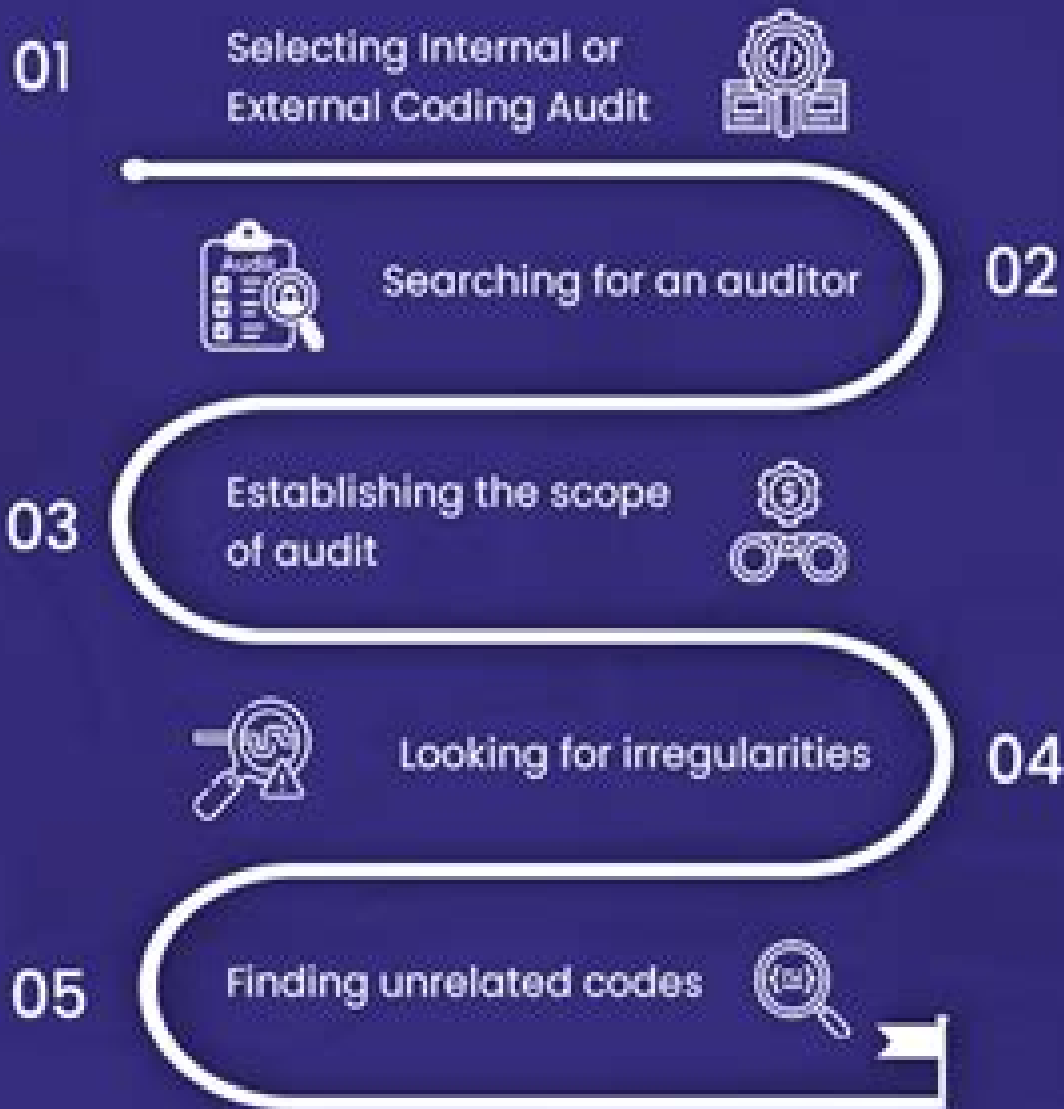 01
Selecting Internal or
External Coding Audit
Audit
Searching for an auditor
02
03
Establishing the scope
of audit
Looking for irregularities
04
05
Finding unrelated codes